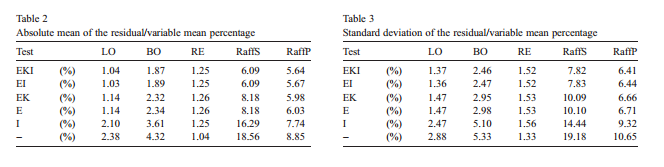 Table 2
Absolute mean of the residual/variable mean percentage
Test LO BO RE RaffS RaffP
EKI (%) 1.04 1.87 1.25 6.09 5.64
EI (%) 1.03 1.89 1.25 6.09 5.67
EK (%) 1.14 2.32 1.26 8.18 5.98
E (%) 1.14 2.34 1.26 8.18 6.03
I (%) 2.10 3.61 1.25 16.29 7.74
– (%) 2.38 4.32 1.04 18.56 8.85
Table 3
Standard deviation of the residual/variable mean percentage
Test LO BO RE RaffS RaffP
EKI (%) 1.37 2.46 1.52 7.82 6.41
EI (%) 1.36 2.47 1.52 7.83 6.44
EK (%) 1.47 2.95 1.53 10.09 6.66
E (%) 1.47 2.98 1.53 10.10 6.71
I (%) 2.47 5.10 1.56 14.44 9.32
– (%) 2.88 5.33 1.33 19.18 10.65